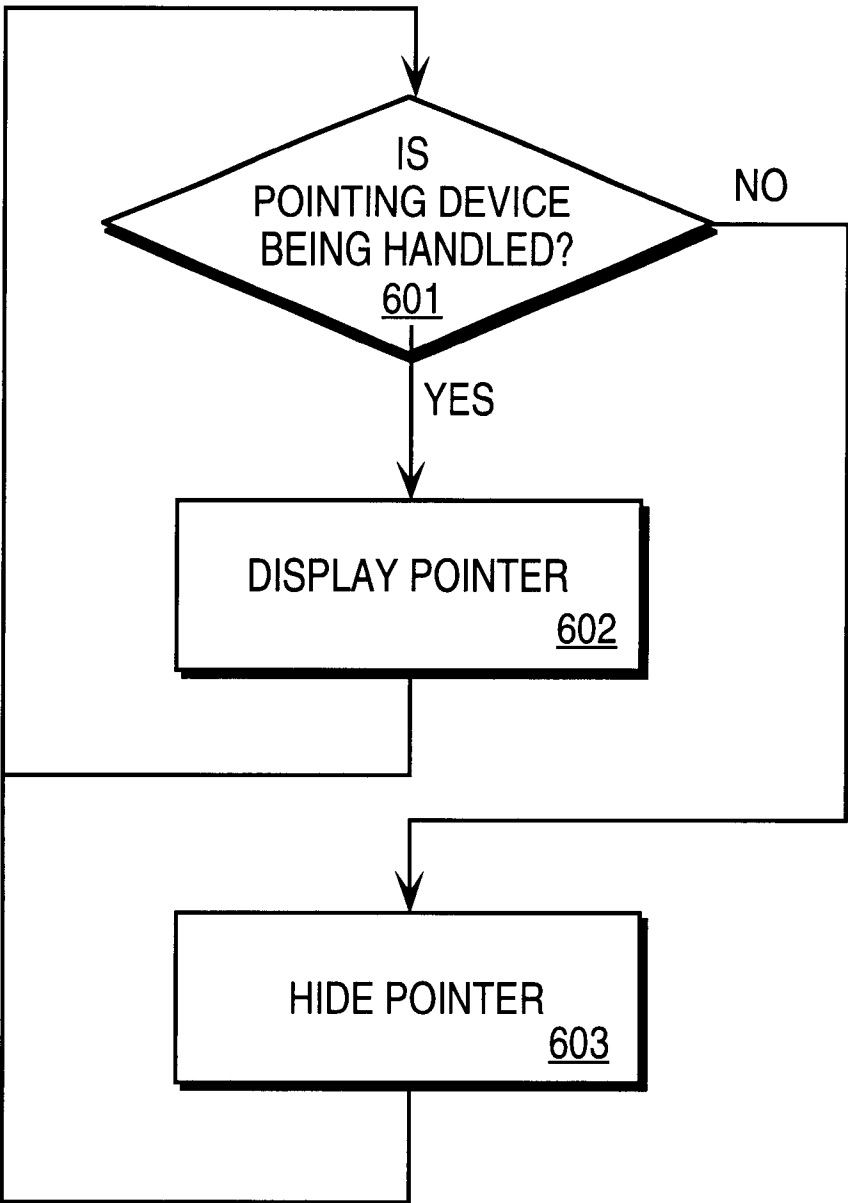 IS
POINTING DEVICE
BEING HANDLED?
601
NO
YES
DISPLAY POINTER
602
HIDE POINTER
603